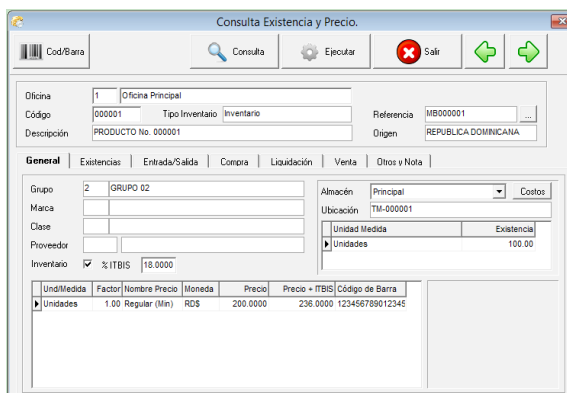 Consulta Existencia y Precio.
Cod/Barra Consulta Ejecutar Salir
Oficina 1 Oficina Principal
Código 000001 Tipo Inventario Inventario Referencia MB000001 ...
Descripción PRODUCTO No. 000001 Origen REPUBLICA DOMINICANA
General Existencias Entrada/Salida Compra Liquidación Venta Otros y Nota
Grupo 2 GRUPO 02 Almacén Principal Costos
Marca Ubicación TM-000001
Clase Unidad Medida Existencia
Proveedor Unidades 100.00
Inventario % ITBIS 18.0000
Und/Medida Factor Nombre Precio Moneda Precio Precio + ITBIS Código de Barra
Unidades 1.00 Regular (Min) RD$ 200.0000 236.0000 123456789012345